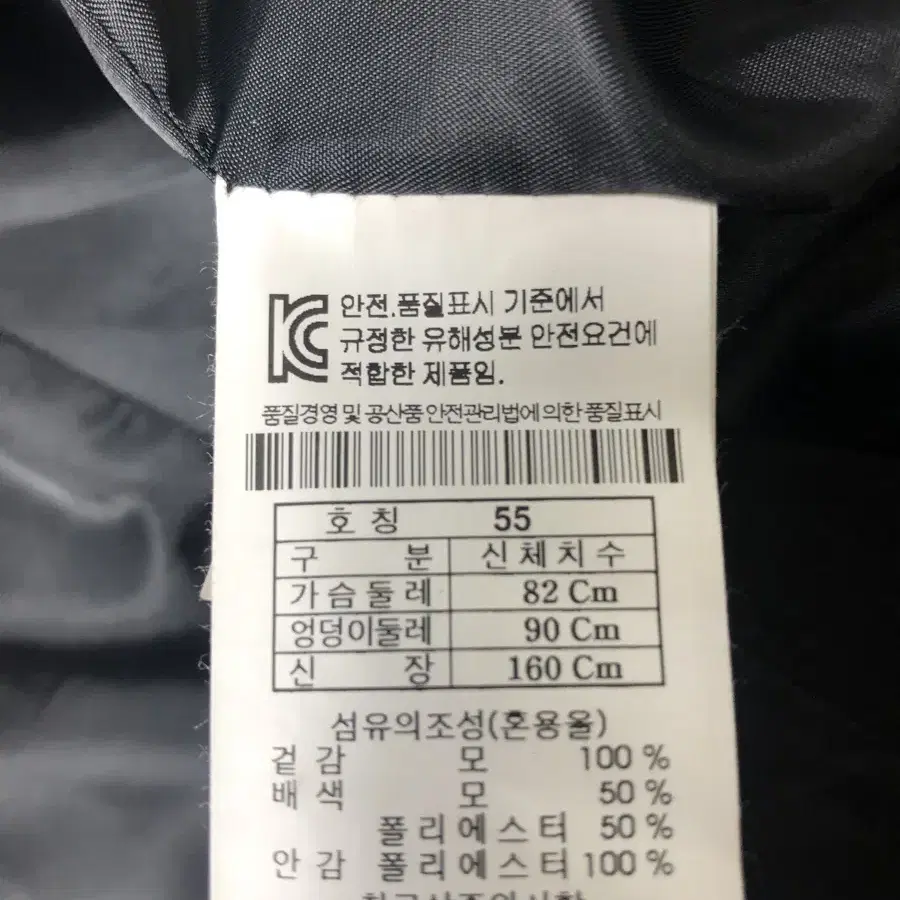 KC 안전.품질표시 기준에서
규정한 유해성분 안전요건에
적합한 제품임.
품질경영 및 공산품안전관리법에의한 품질표시
호 칭 55
구 분 신체치수
가슴둘레 82 Cm
엉덩이둘레 90 Cm
신 장 160 Cm
섬유의조성(혼용율)
겉 감 모 100 %
배 색 모 50 %
폴리에스터 50 %
안 감 폴리에스터 100 %